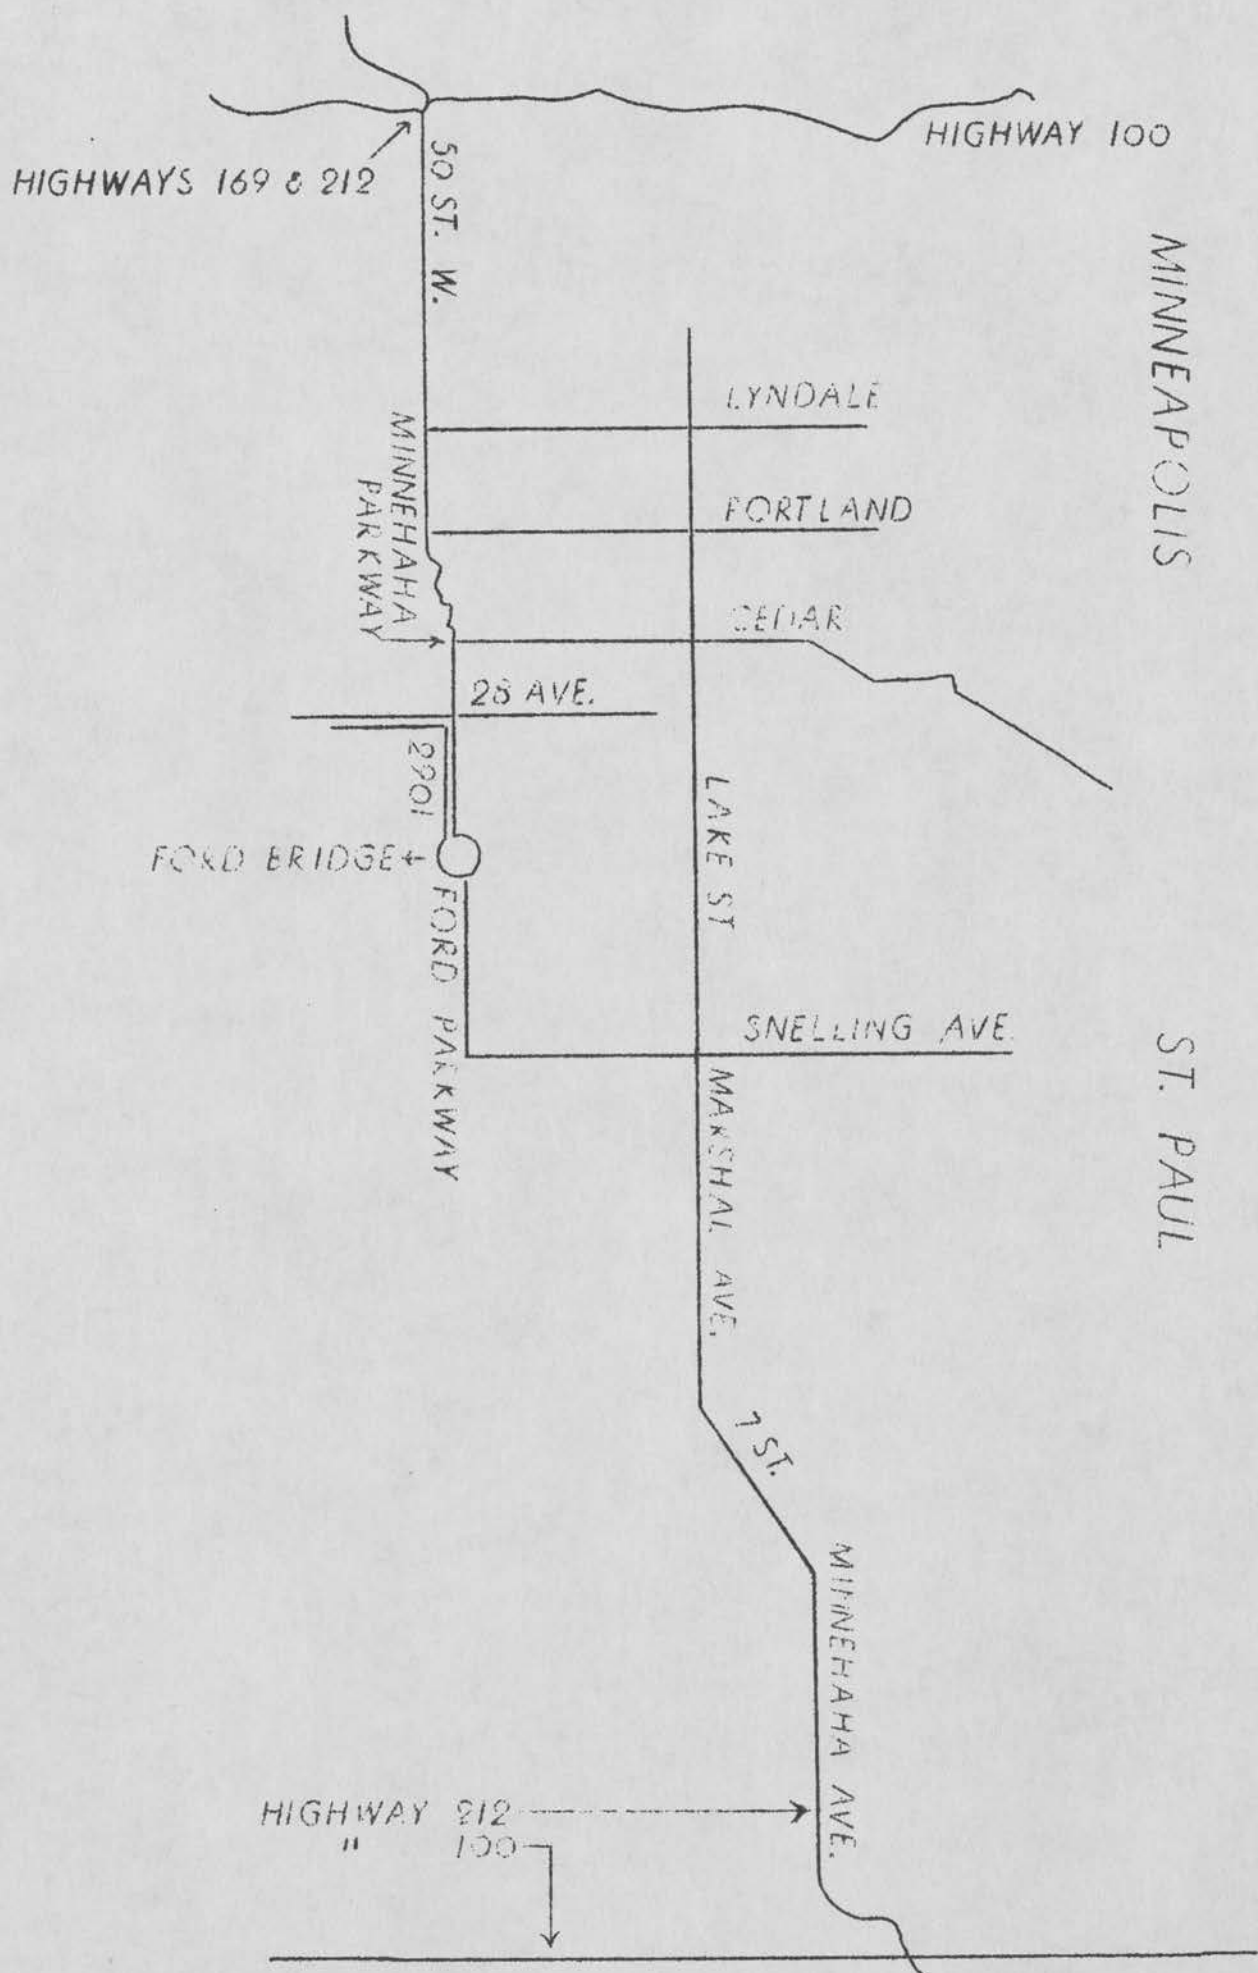 HIGHWAY 100
HIGHWAYS 169 & 212
50 ST. W.
MINNEAPOLIS
LYNDALE
MINNEHAHA
PARKWAY
PORTLAND
CEDAR
28 AVE.
2901
LAKE ST
FORD BRIDGE
FORD PARKWAY
SNELLING AVE.
ST. PAUL
MARSHAL AVE.
7 ST.
MINNEHAHA AVE.
HIGHWAY 212
" 100